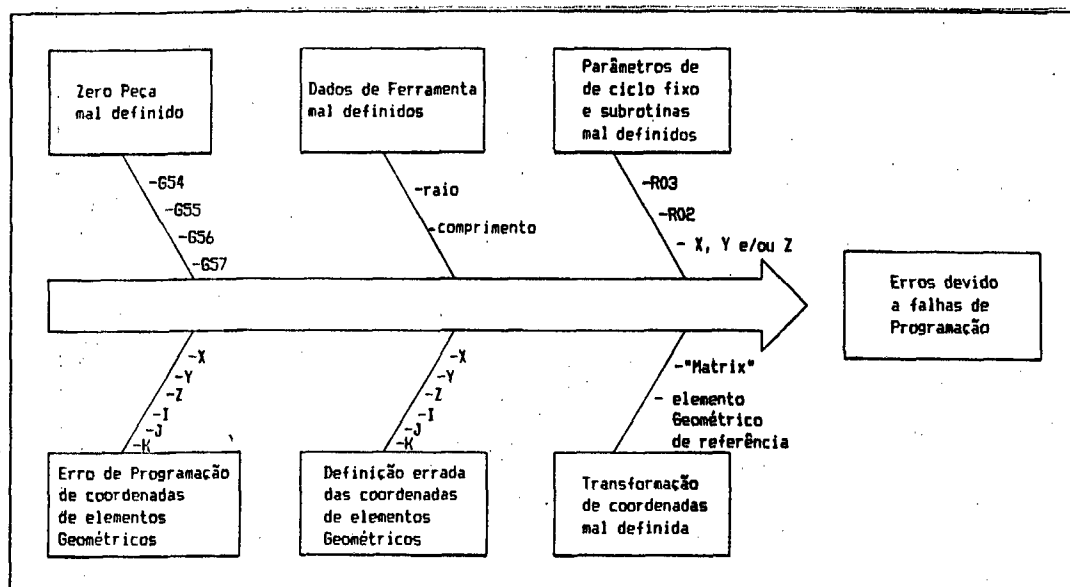 Zero Peça
mal definido
Dados de Ferramenta
mal definidos
Parâmetros de
de ciclo fixo
e subrotinas
mal definidos
-G54
-G55
-G56
-G57
-raio
-comprimento
-R03
-R02
- X, Y e/ou Z
Erros devido
a falhas de
Programação
-X
-Y
-Z
-I
-J
-K
-X
-Y
-Z
-I
-J
-K
-"Matrix"
- elemento
Geométrico
de referência
Erro de Programação
de coordenadas
de elementos
Geométricos
Definição errada
das coordenadas
de elementos
Geométricos
Transformação
de coordenadas
mal definida